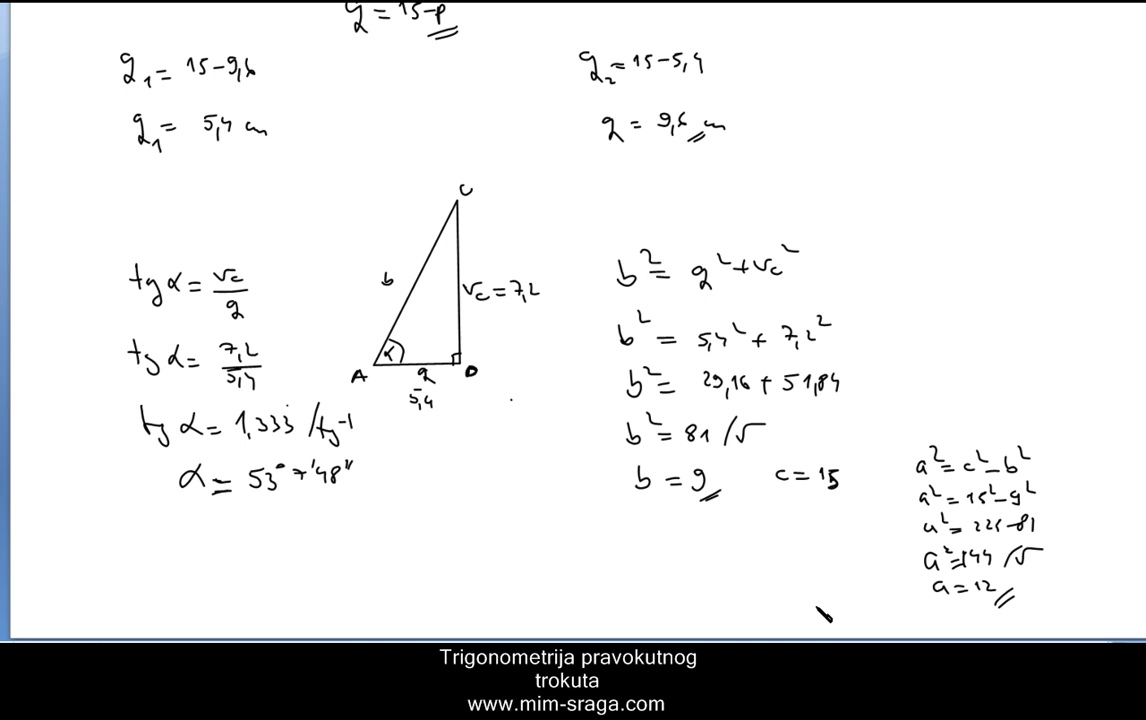 q = 15-p
q₁ = 15-9,6
q₂ = 15-5,4
q₁ = 5,4 cm
q = 9,6 cm
C
b
vc = 7,2
α
A
q
D
5,4
tg α = vc/q
tg α = 7,2/5,4
tg α = 1,333 /tg⁻¹
α = 53° 7' 48"
b² = q² + vc²
b² = 5,4² + 7,2²
b² = 29,16 + 51,84
b² = 81 /√
b = 9
c = 15
a² = c² - b²
a² = 15² - 9²
a² = 225-81
a² = 144 /√
a = 12
Trigonometrija pravokutnog
trokuta
www.mim-sraga.com